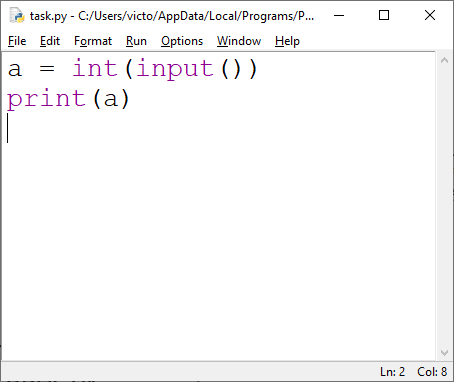 task.py - C:/Users/victo/AppData/Local/Programs/P...
File Edit Format Run Options Window Help
a = int(input())
print(a)
Ln: 2 Col: 8